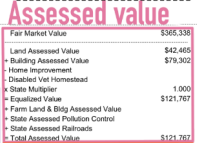 Assessed value
Fair Market Value $365,338
Land Assessed Value $42,465
+ Building Assessed Value $79,302
- Home Improvement
- Disabled Vet Homestead
x State Multiplier 1.000
= Equalized Value $121,767
+ Farm Land & Bldg Assessed Value
+ State Assessed Pollution Control
+ State Assessed Railroads
= Total Assessed Value $121,767